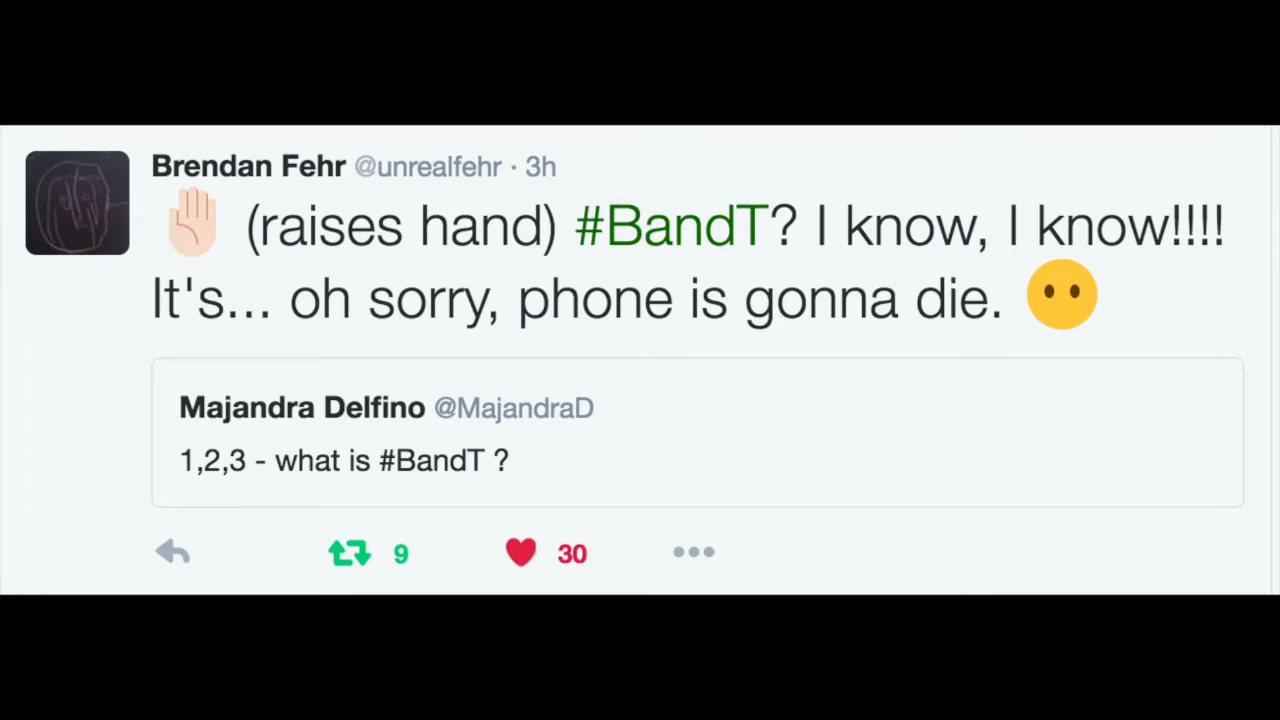 Brendan Fehr @unrealfehr · 3h
✋🏻 (raises hand) #BandT? I know, I know!!!!
It's... oh sorry, phone is gonna die. 😶
Majandra Delfino @MajandraD
1,2,3 - what is #BandT ?
9 30